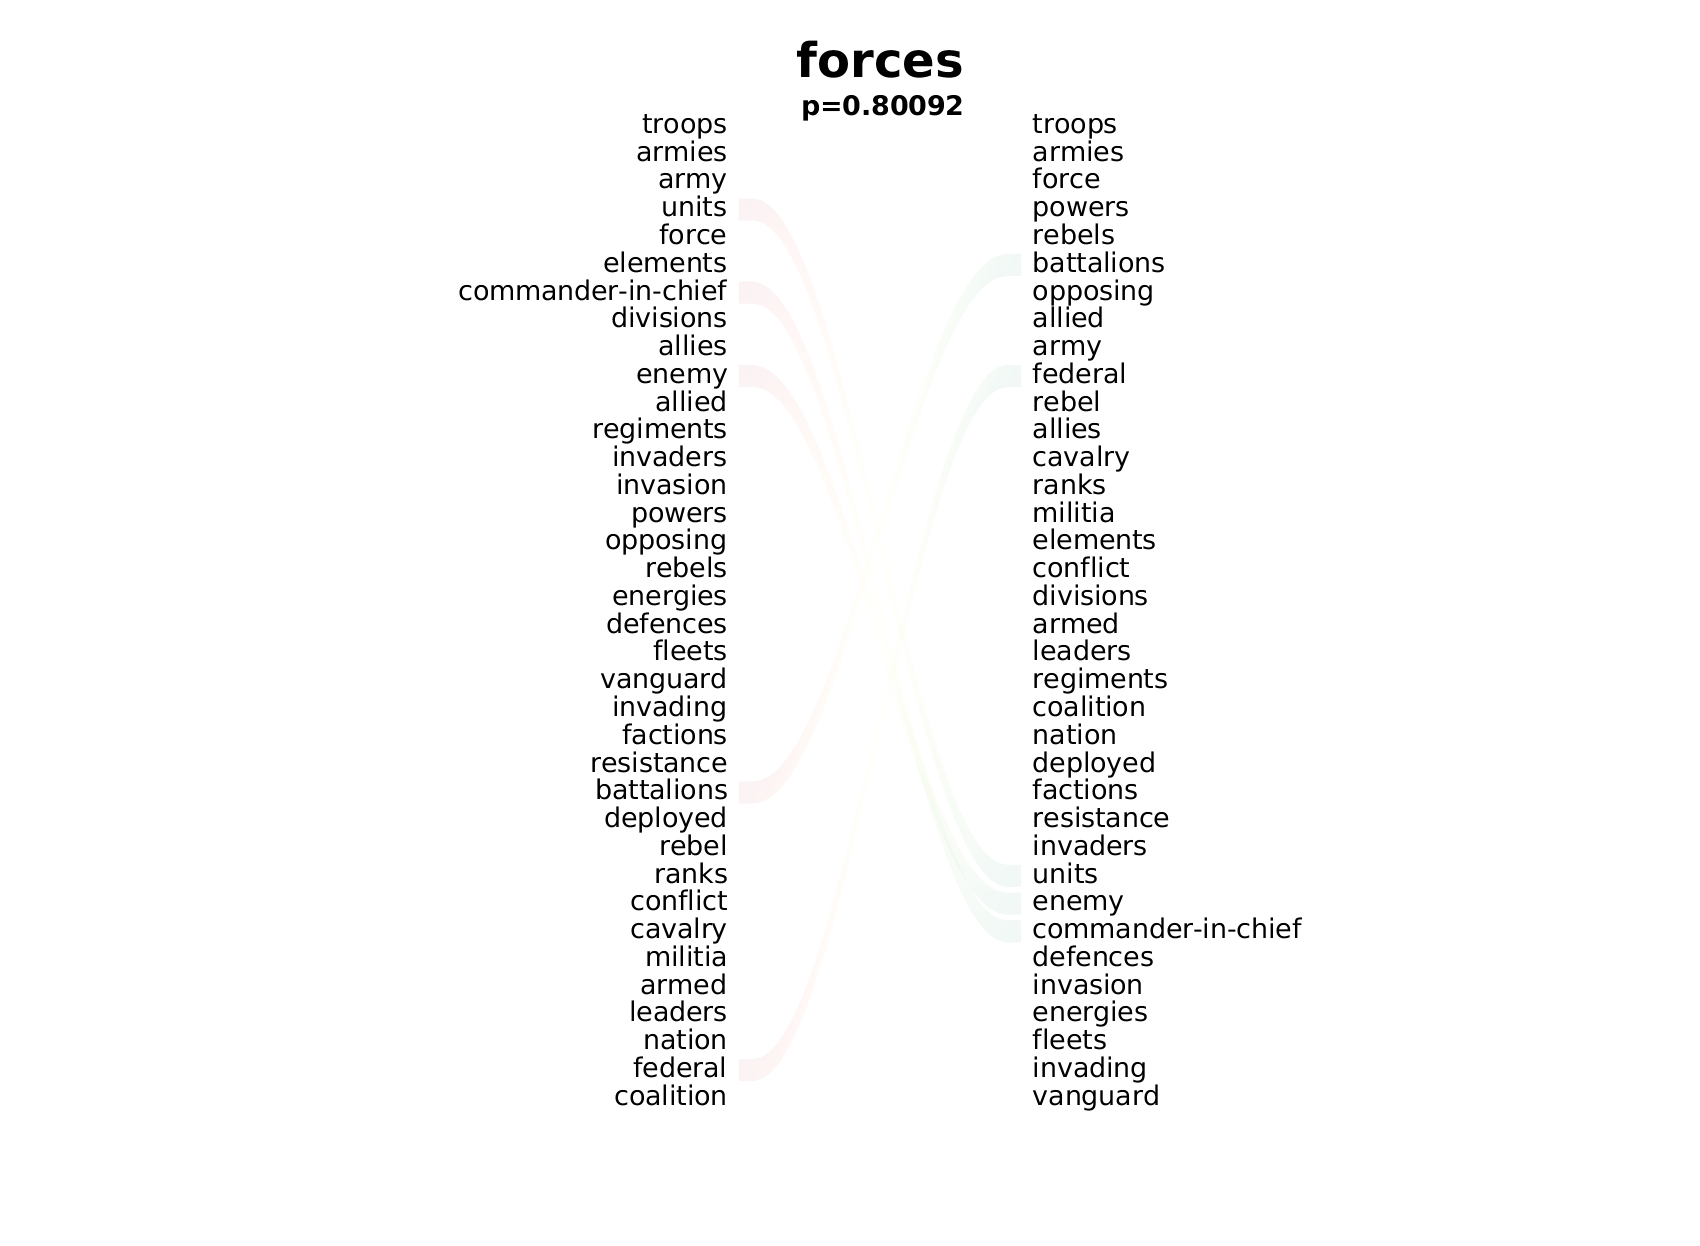 forces
p=0.80092
troops
armies
army
units
force
elements
commander-in-chief
divisions
allies
enemy
allied
regiments
invaders
invasion
powers
opposing
rebels
energies
defences
fleets
vanguard
invading
factions
resistance
battalions
deployed
rebel
ranks
conflict
cavalry
militia
armed
leaders
nation
federal
coalition
troops
armies
force
powers
rebels
battalions
opposing
allied
army
federal
rebel
allies
cavalry
ranks
militia
elements
conflict
divisions
armed
leaders
regiments
coalition
nation
deployed
factions
resistance
invaders
units
enemy
commander-in-chief
defences
invasion
energies
fleets
invading
vanguard